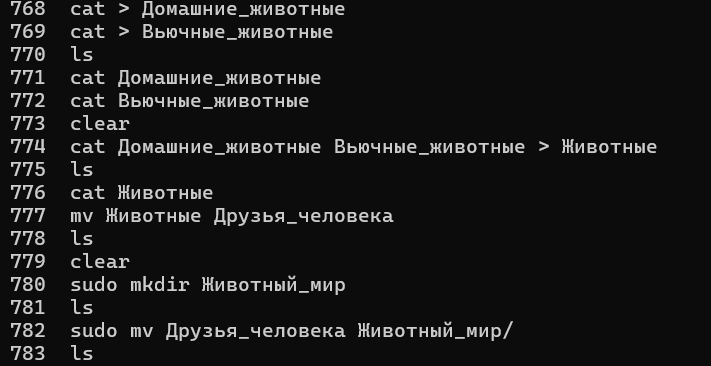 768 cat > Домашние_животные
769 cat > Вьючные_животные
770 ls
771 cat Домашние_животные
772 cat Вьючные_животные
773 clear
774 cat Домашние_животные Вьючные_животные > Животные
775 ls
776 cat Животные
777 mv Животные Друзья_человека
778 ls
779 clear
780 sudo mkdir Животный_мир
781 ls
782 sudo mv Друзья_человека Животный_мир/
783 ls